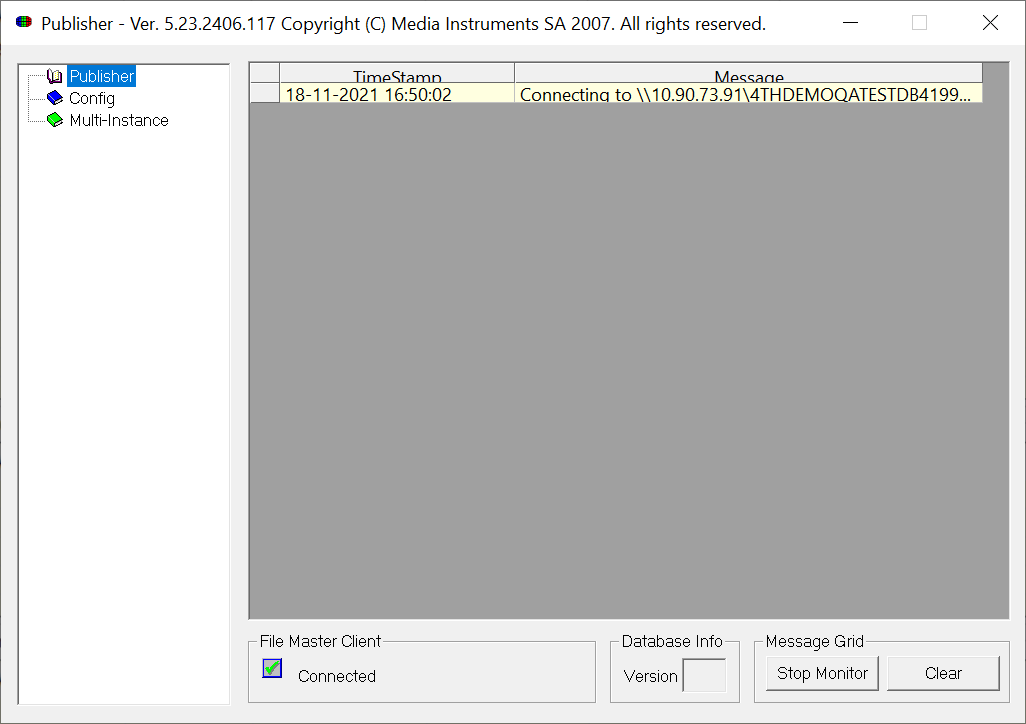 Publisher - Ver. 5.23.2406.117 Copyright (C) Media Instruments SA 2007. All rights reserved.
Publisher
Config
Multi-Instance
TimeStamp Message
18-11-2021 16:50:02 Connecting to \\10.90.73.91\4THDEMOQATESTDB4199...
File Master Client
Connected
Database Info
Version
Message Grid
Stop Monitor Clear